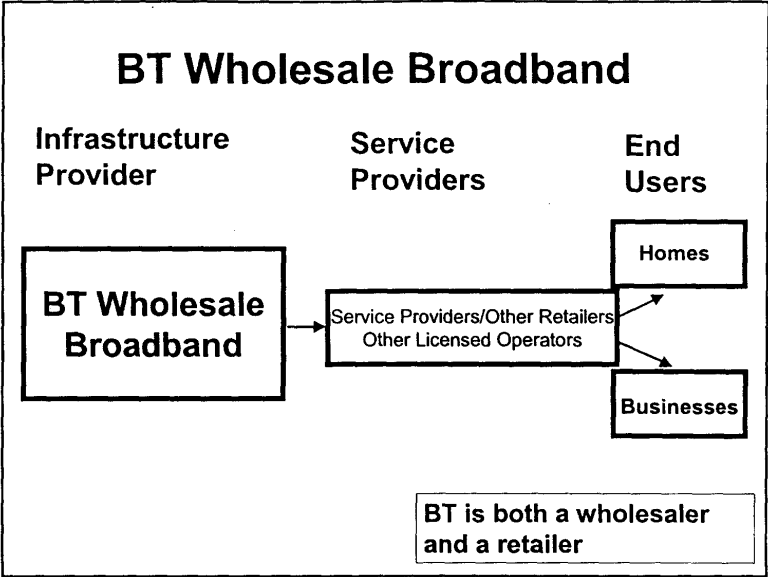 BT Wholesale Broadband
Infrastructure
Provider
Service
Providers
End
Users
BT Wholesale
Broadband
Service Providers/Other Retailers
Other Licensed Operators
Homes
Businesses
BT is both a wholesaler
and a retailer